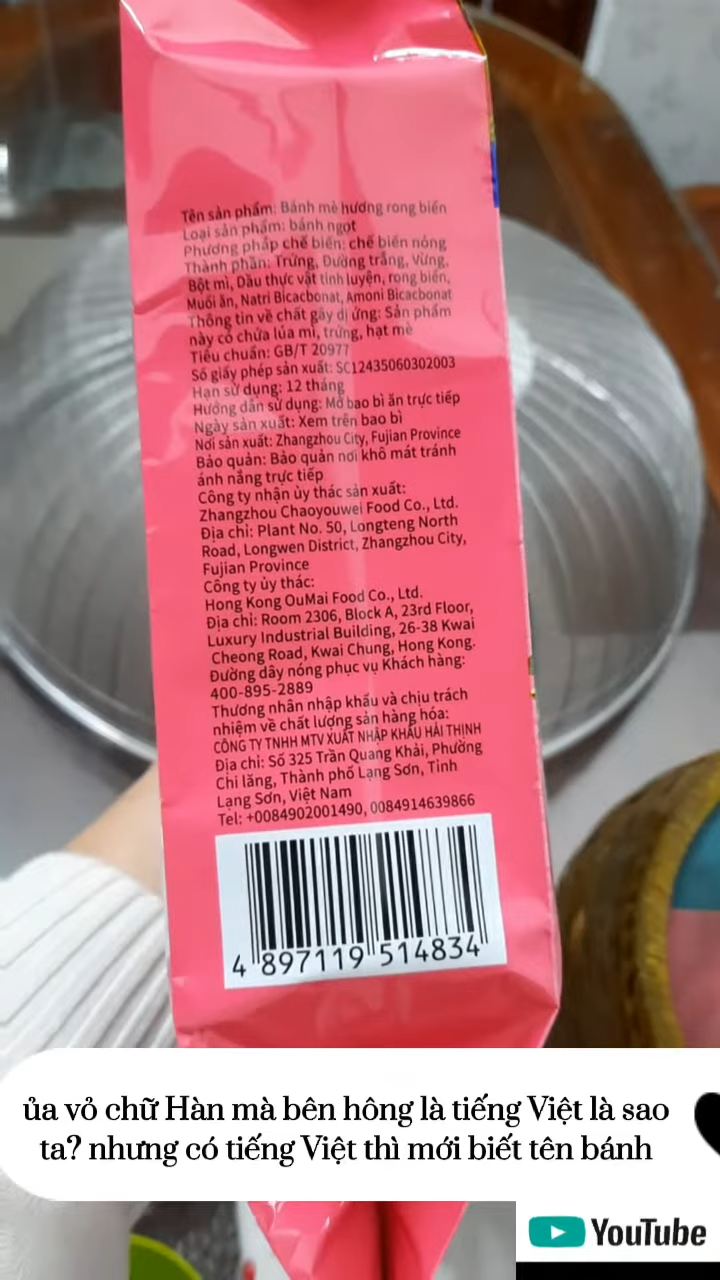 Tên sản phẩm: Bánh mè hương rong biển
Loại sản phẩm: bánh ngọt
Phương pháp chế biến: chế biến nóng
Thành phần: Trứng, Đường trắng, Vừng,
Bột mì, Dầu thực vật tinh luyện, rong biển,
Muối ăn, Natri Bicacbonat, Amoni Bicacbonat
Thông tin về chất gây dị ứng: Sản phẩm
này có chứa lúa mì, trứng, hạt mè
Tiêu chuẩn: GB/T 20977
Số giấy phép sản xuất: SC12435060302003
Hạn sử dụng: 12 tháng
Hướng dẫn sử dụng: Mở bao bì ăn trực tiếp
Ngày sản xuất: Xem trên bao bì
Nơi sản xuất: Zhangzhou City, Fujian Province
Bảo quản: Bảo quản nơi khô mát tránh
ánh nắng trực tiếp
Công ty nhận ủy thác sản xuất:
Zhangzhou Chaoyouwei Food Co., Ltd.
Địa chỉ: Plant No. 50, Longteng North
Road, Longwen District, Zhangzhou City,
Fujian Province
Công ty ủy thác:
Hong Kong OuMai Food Co., Ltd.
Địa chỉ: Room 2306, Block A, 23rd Floor,
Luxury Industrial Building, 26-38 Kwai
Cheong Road, Kwai Chung, Hong Kong.
Đường dây nóng phục vụ Khách hàng:
400-895-2889
Thương nhân nhập khẩu và chịu trách
nhiệm về chất lượng sản hàng hóa:
CÔNG TY TNHH MTV XUẤT NHẬP KHẨU HẢI THỊNH
Địa chỉ: Số 325 Trần Quang Khải, Phường
Chi lăng, Thành phố Lạng Sơn, Tỉnh
Lạng Sơn, Việt Nam
Tel: +0084902001490, 0084914639866
4 897119 514834
ủa vỏ chữ Hàn mà bên hông là tiếng Việt là sao
ta? nhưng có tiếng Việt thì mới biết tên bánh
YouTube